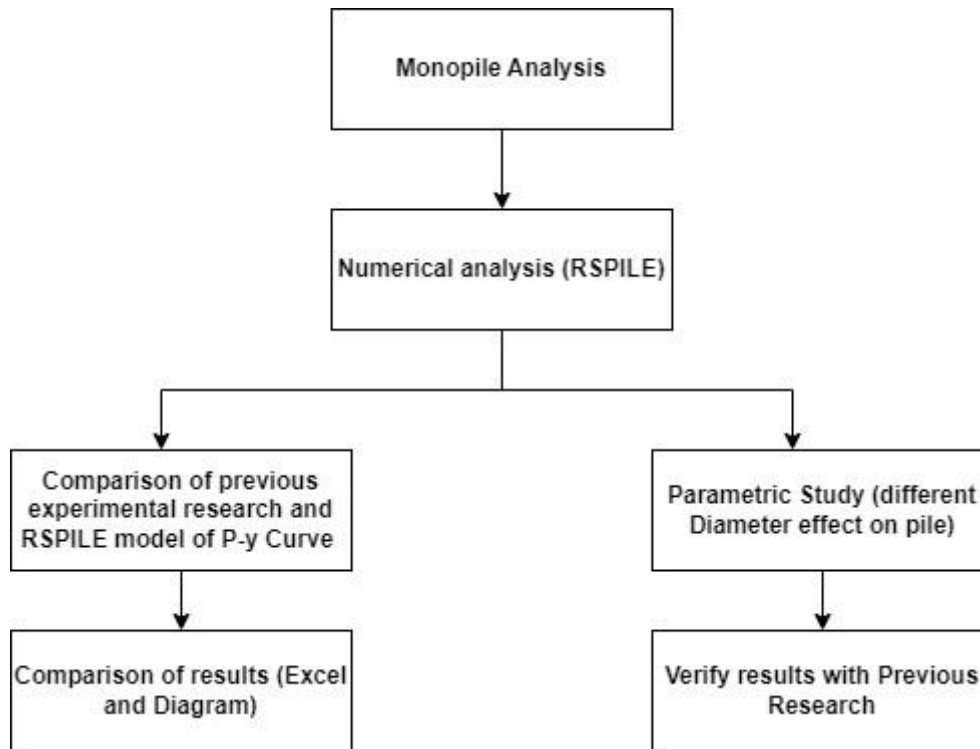 Monopile Analysis
Numerical analysis (RSPILE)
Comparison of previous
experimental research and
RSPILE model of P-y Curve
Parametric Study (different
Diameter effect on pile)
Comparison of results (Excel
and Diagram)
Verify results with Previous
Research